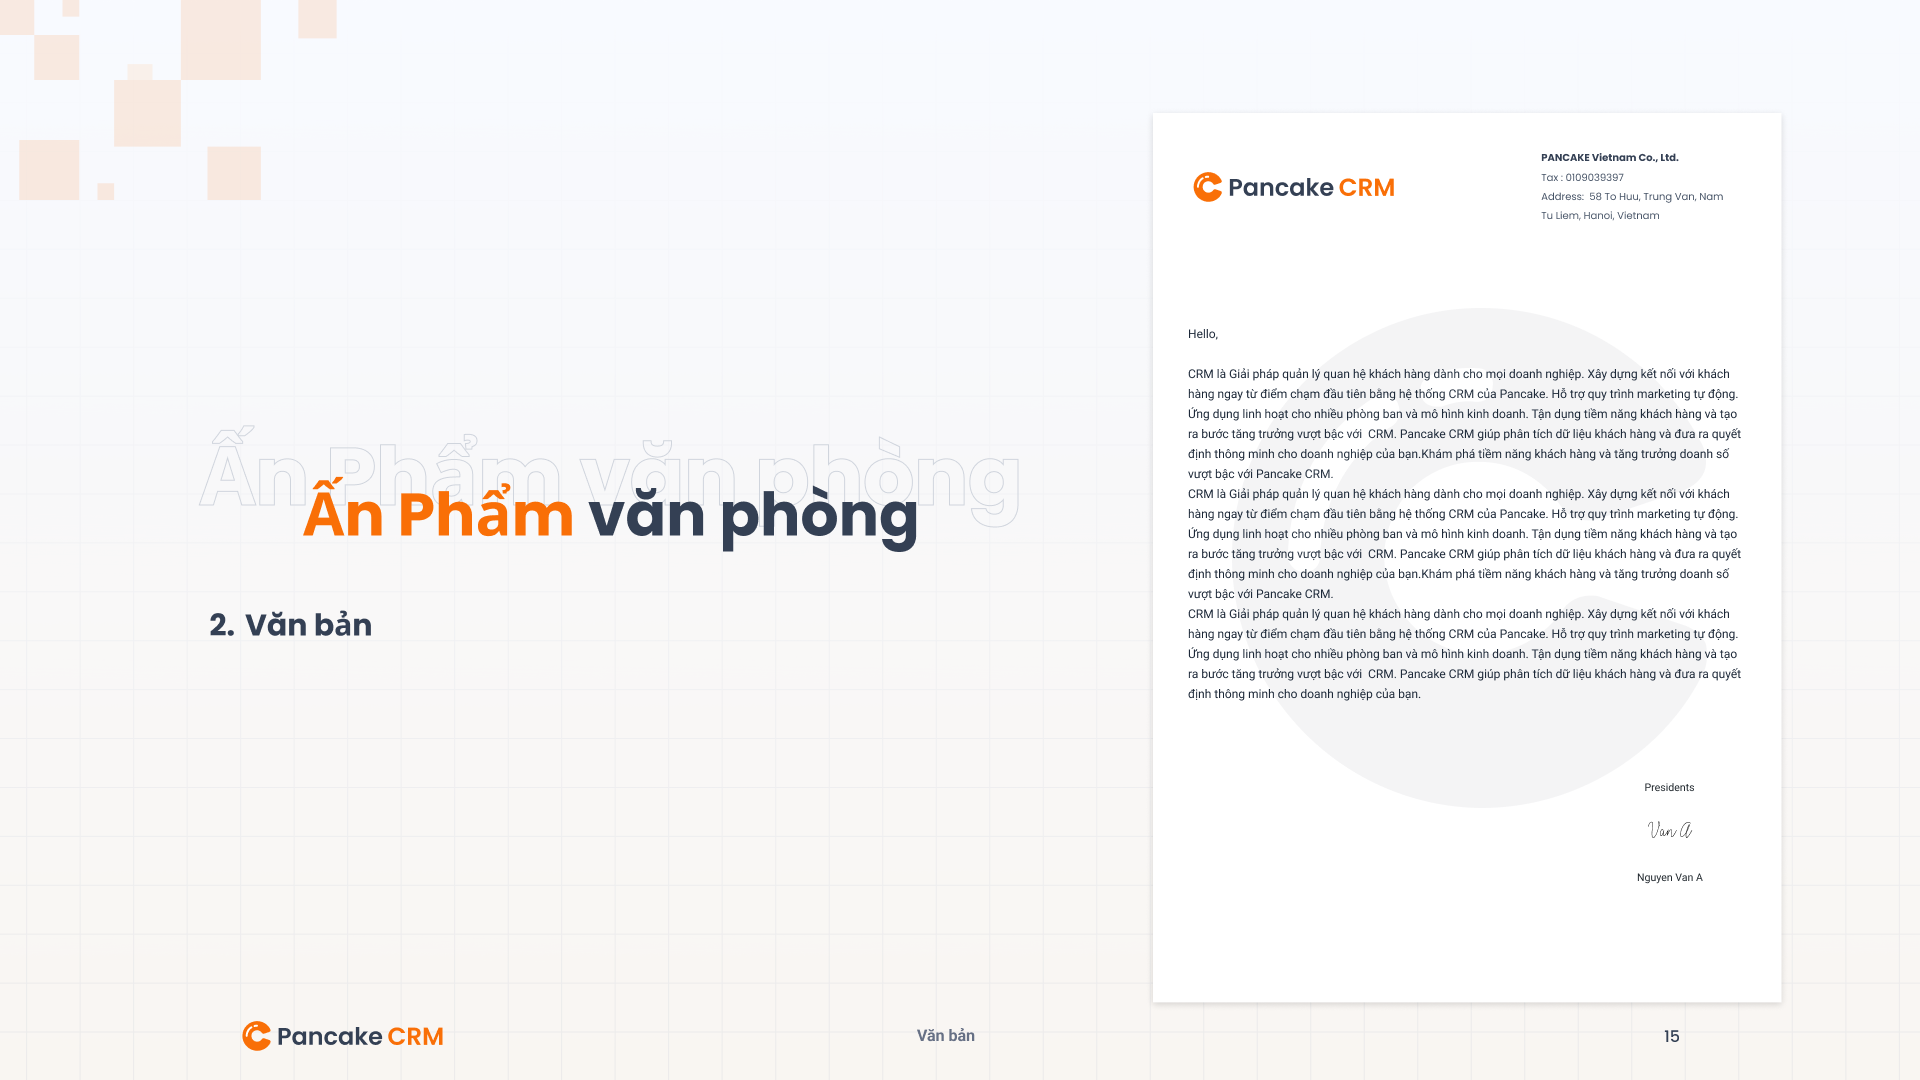 Ấn Phẩm văn phòng
Ấn Phẩm văn phòng
2. Văn bản
Pancake CRM
PANCAKE Vietnam Co., Ltd.
Tax : 0109039397
Address:  58 To Huu, Trung Van, Nam
Tu Liem, Hanoi, Vietnam
Hello,
CRM là Giải pháp quản lý quan hệ khách hàng dành cho mọi doanh nghiệp. Xây dựng kết nối với khách
hàng ngay từ điểm chạm đầu tiên bằng hệ thống CRM của Pancake. Hỗ trợ quy trình marketing tự động.
Ứng dụng linh hoạt cho nhiều phòng ban và mô hình kinh doanh. Tận dụng tiềm năng khách hàng và tạo
ra bước tăng trưởng vượt bậc với  CRM. Pancake CRM giúp phân tích dữ liệu khách hàng và đưa ra quyết
định thông minh cho doanh nghiệp của bạn.Khám phá tiềm năng khách hàng và tăng trưởng doanh số
vượt bậc với Pancake CRM.
CRM là Giải pháp quản lý quan hệ khách hàng dành cho mọi doanh nghiệp. Xây dựng kết nối với khách
hàng ngay từ điểm chạm đầu tiên bằng hệ thống CRM của Pancake. Hỗ trợ quy trình marketing tự động.
Ứng dụng linh hoạt cho nhiều phòng ban và mô hình kinh doanh. Tận dụng tiềm năng khách hàng và tạo
ra bước tăng trưởng vượt bậc với  CRM. Pancake CRM giúp phân tích dữ liệu khách hàng và đưa ra quyết
định thông minh cho doanh nghiệp của bạn.Khám phá tiềm năng khách hàng và tăng trưởng doanh số
vượt bậc với Pancake CRM.
CRM là Giải pháp quản lý quan hệ khách hàng dành cho mọi doanh nghiệp. Xây dựng kết nối với khách
hàng ngay từ điểm chạm đầu tiên bằng hệ thống CRM của Pancake. Hỗ trợ quy trình marketing tự động.
Ứng dụng linh hoạt cho nhiều phòng ban và mô hình kinh doanh. Tận dụng tiềm năng khách hàng và tạo
ra bước tăng trưởng vượt bậc với  CRM. Pancake CRM giúp phân tích dữ liệu khách hàng và đưa ra quyết
định thông minh cho doanh nghiệp của bạn.
Presidents
Van A
Nguyen Van A
Pancake CRM
Văn bản
15